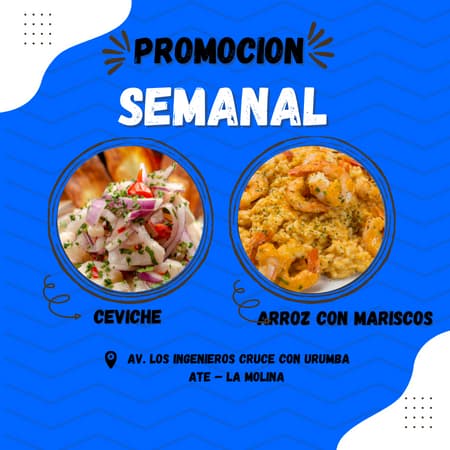 PROMOCION
SEMANAL
CEVICHE
ARROZ CON MARISCOS
AV. LOS INGENIEROS CRUCE CON URUMBA
ATE – LA MOLINA